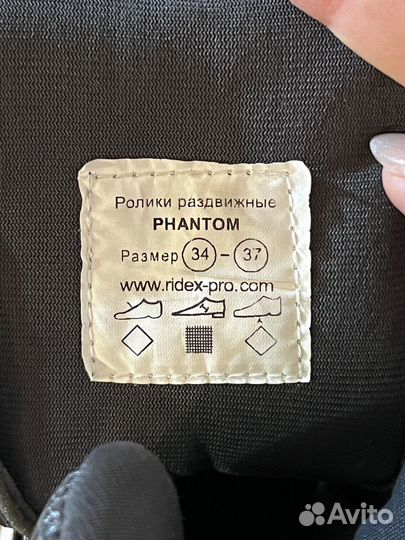 Ролики раздвижные
PHANTOM
Размер 34 - 37
www.ridex-pro.com
Avito